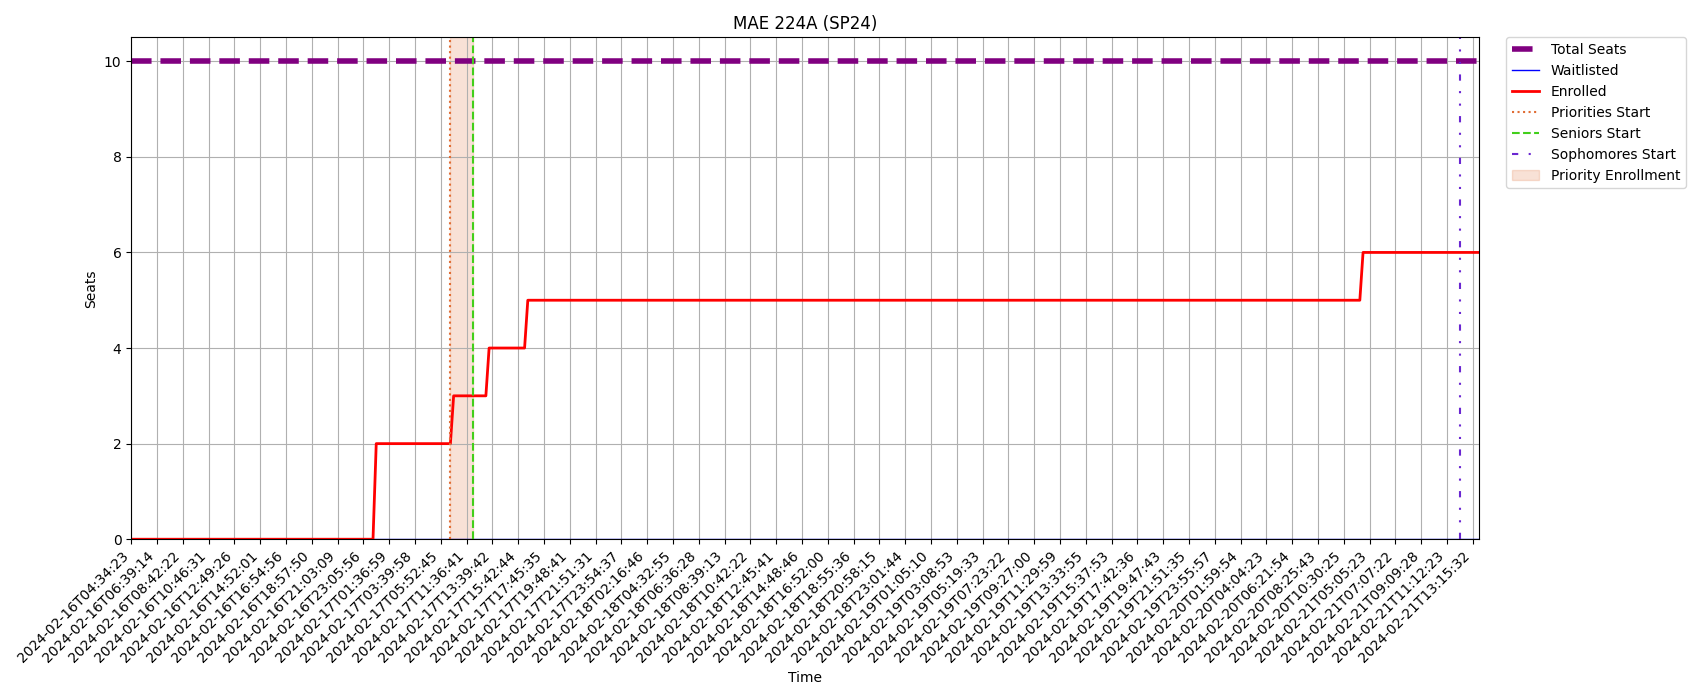 MAE 224A (SP24)
Total Seats
Waitlisted
Enrolled
Priorities Start
Seniors Start
Sophomores Start
Priority Enrollment
Seats
10
8
6
4
2
0
2024-02-16T04:34:23
2024-02-16T06:39:14
2024-02-16T08:42:22
2024-02-16T10:46:31
2024-02-16T12:49:26
2024-02-16T14:52:01
2024-02-16T16:54:56
2024-02-16T18:57:50
2024-02-16T21:03:09
2024-02-16T23:05:56
2024-02-17T01:36:59
2024-02-17T03:39:58
2024-02-17T05:52:45
2024-02-17T11:36:41
2024-02-17T13:39:42
2024-02-17T15:42:44
2024-02-17T17:45:35
2024-02-17T19:48:41
2024-02-17T21:51:31
2024-02-17T23:54:37
2024-02-18T02:16:46
2024-02-18T04:32:55
2024-02-18T06:36:28
2024-02-18T08:39:13
2024-02-18T10:42:22
2024-02-18T12:45:41
2024-02-18T14:48:46
2024-02-18T16:52:00
2024-02-18T18:55:36
2024-02-18T20:58:15
2024-02-18T23:01:44
2024-02-19T01:05:10
2024-02-19T03:08:53
2024-02-19T05:19:33
2024-02-19T07:23:22
2024-02-19T09:27:00
2024-02-19T11:29:59
2024-02-19T13:33:55
2024-02-19T15:37:53
2024-02-19T17:42:36
2024-02-19T19:47:43
2024-02-19T21:51:35
2024-02-19T23:55:57
2024-02-20T01:59:54
2024-02-20T04:04:23
2024-02-20T06:21:54
2024-02-20T08:25:43
2024-02-20T10:30:25
2024-02-21T05:05:23
2024-02-21T07:07:22
2024-02-21T09:09:28
2024-02-21T11:12:23
2024-02-21T13:15:32
Time